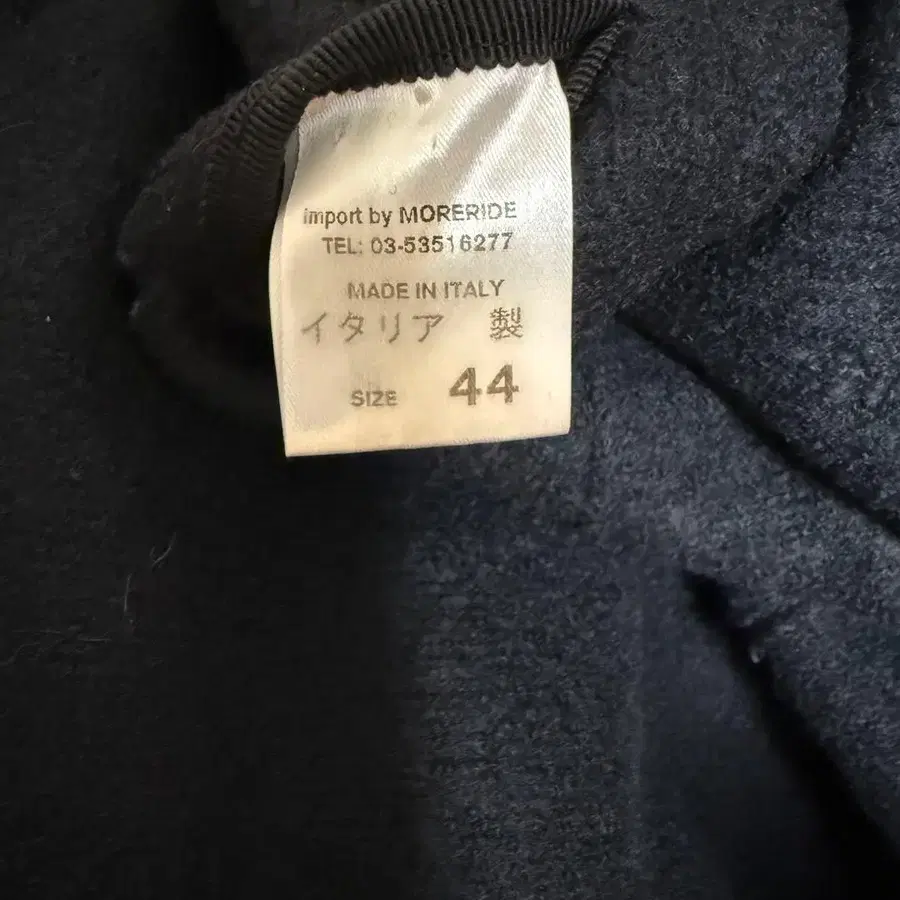 import by MORERIDE
TEL: 03-53516277
MADE IN ITALY
イタリア 製
SIZE 44